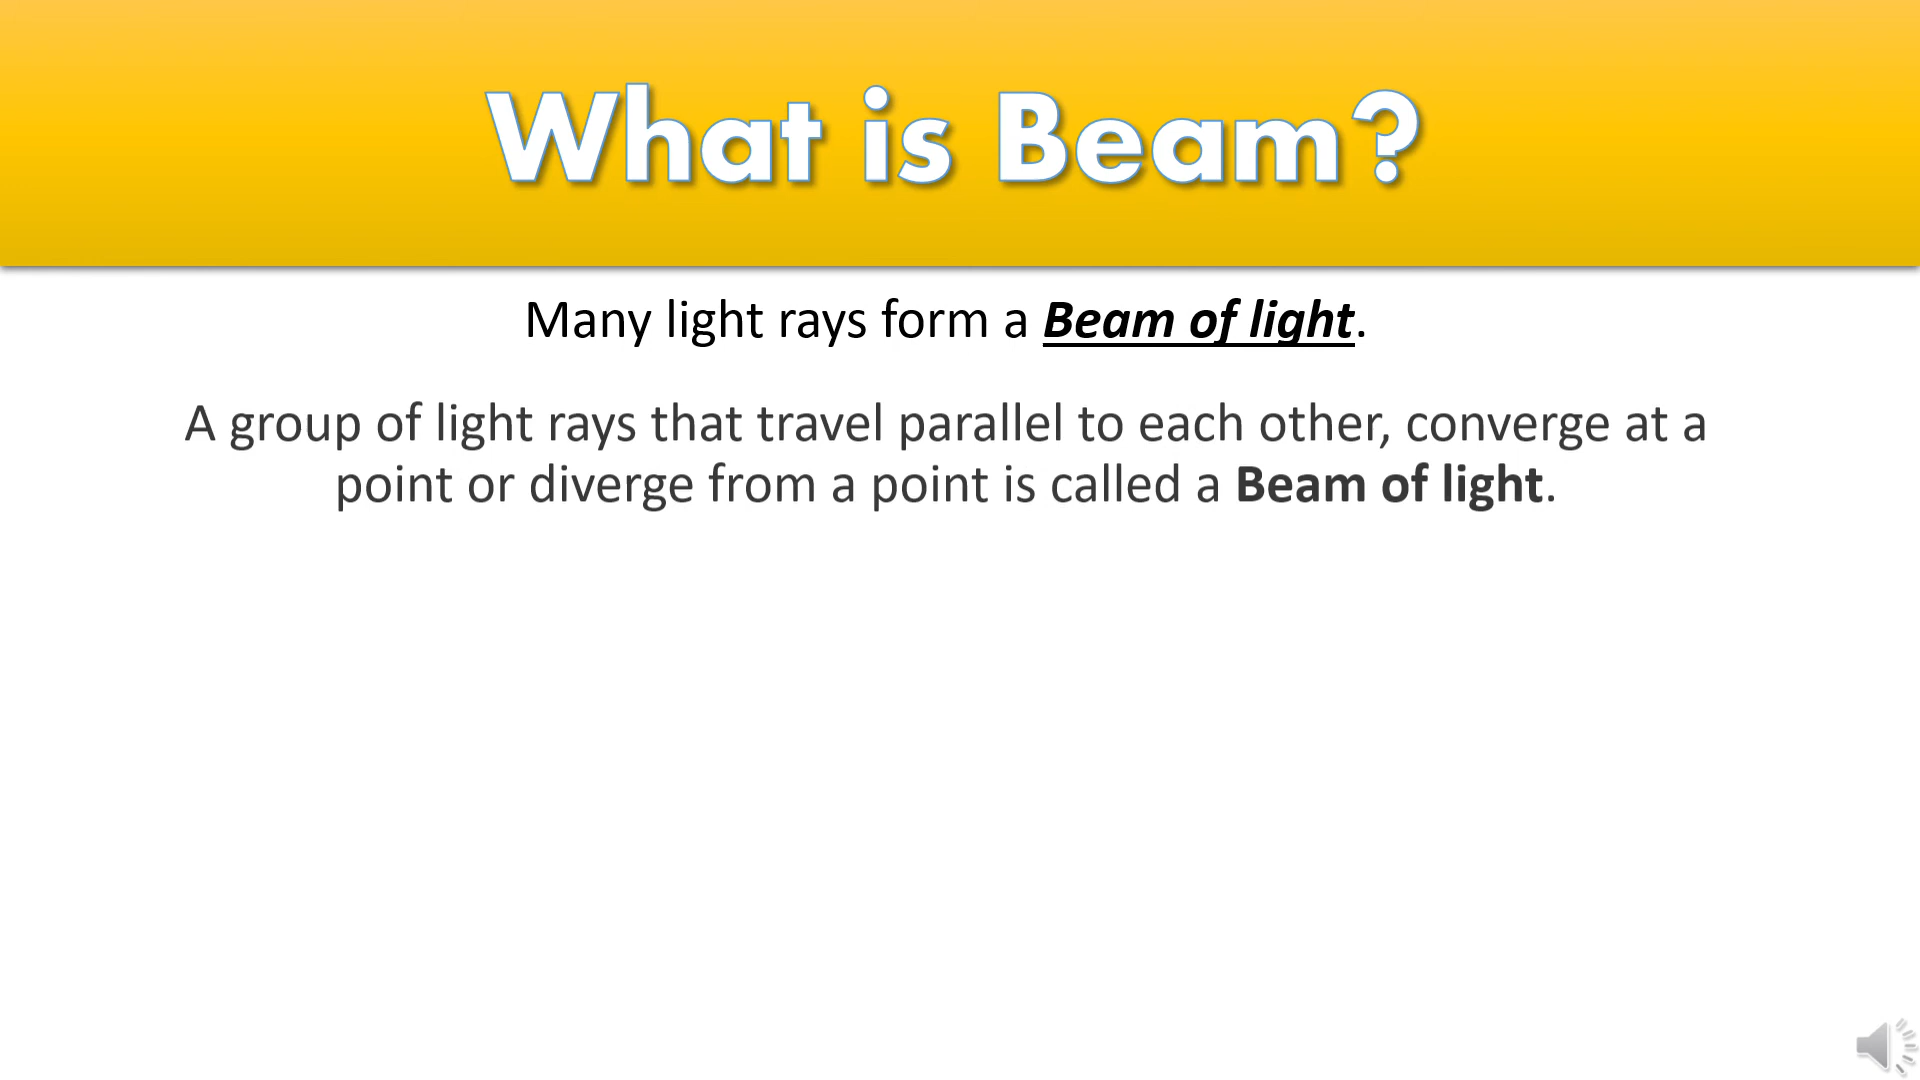 What is Beam?
Many light rays form a Beam of light.
A group of light rays that travel parallel to each other, converge at a
point or diverge from a point is called a Beam of light.